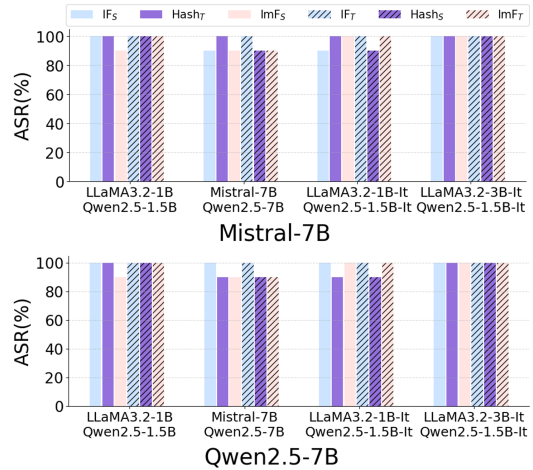 IF_S Hash_T ImF_S IF_T Hash_S ImF_T
100
80
60
40
20
0
ASR(%)
LLaMA3.2-1B Mistral-7B LLaMA3.2-1B-It LLaMA3.2-3B-It
Qwen2.5-1.5B Qwen2.5-7B Qwen2.5-1.5B-It Qwen2.5-1.5B-It
Mistral-7B
100
80
60
40
20
0
ASR(%)
LLaMA3.2-1B Mistral-7B LLaMA3.2-1B-It LLaMA3.2-3B-It
Qwen2.5-1.5B Qwen2.5-7B Qwen2.5-1.5B-It Qwen2.5-1.5B-It
Qwen2.5-7B